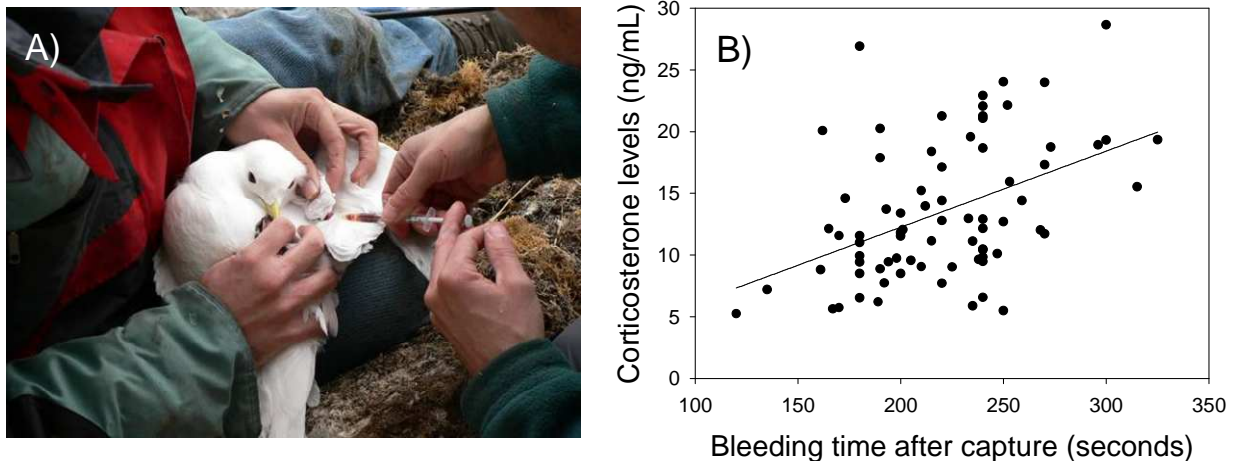 A)
B)
Corticosterone levels (ng/mL)
30
25
20
15
10
5
0
100 150 200 250 300 350
Bleeding time after capture (seconds)